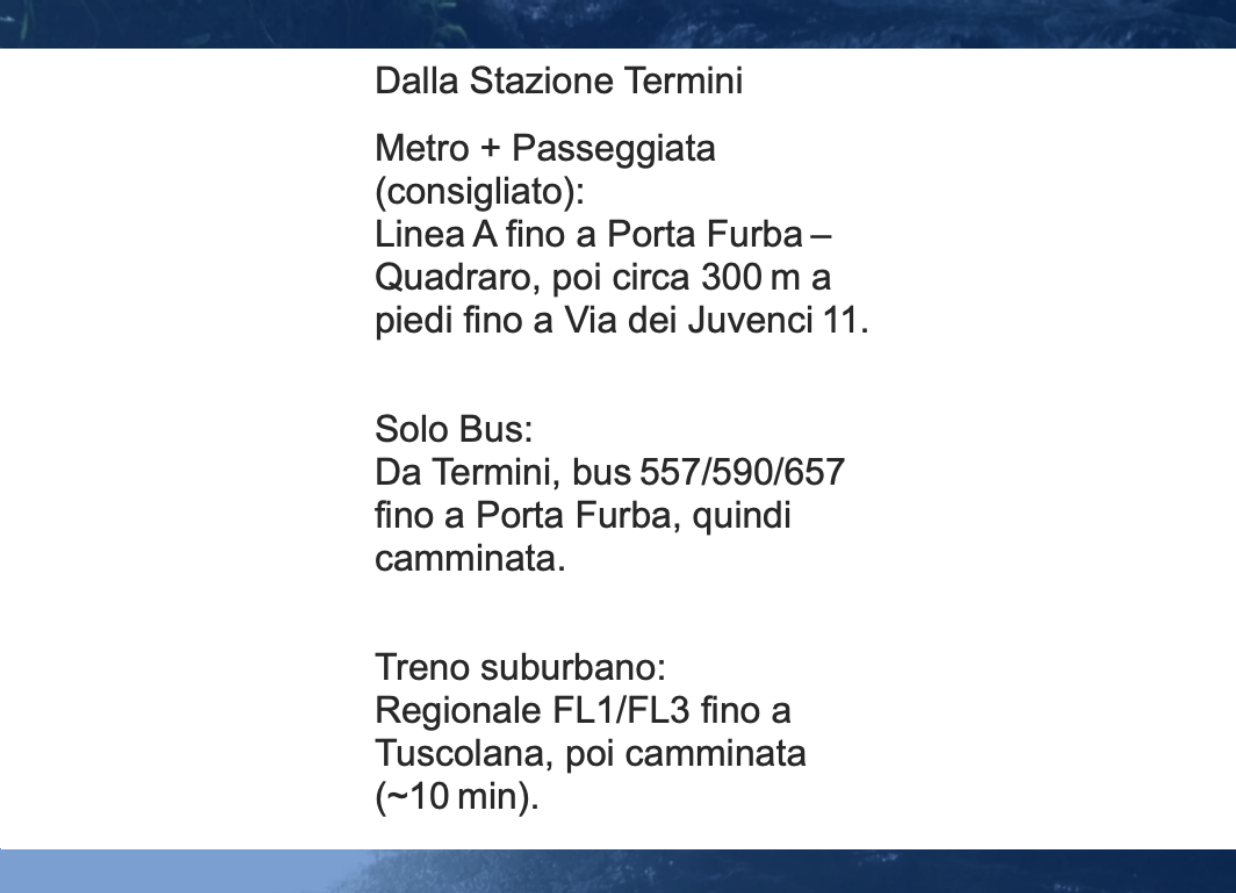 Dalla Stazione Termini
Metro + Passeggiata
(consigliato):
Linea A fino a Porta Furba –
Quadraro, poi circa 300 m a
piedi fino a Via dei Juvenci 11.
Solo Bus:
Da Termini, bus 557/590/657
fino a Porta Furba, quindi
camminata.
Treno suburbano:
Regionale FL1/FL3 fino a
Tuscolana, poi camminata
(~10 min).